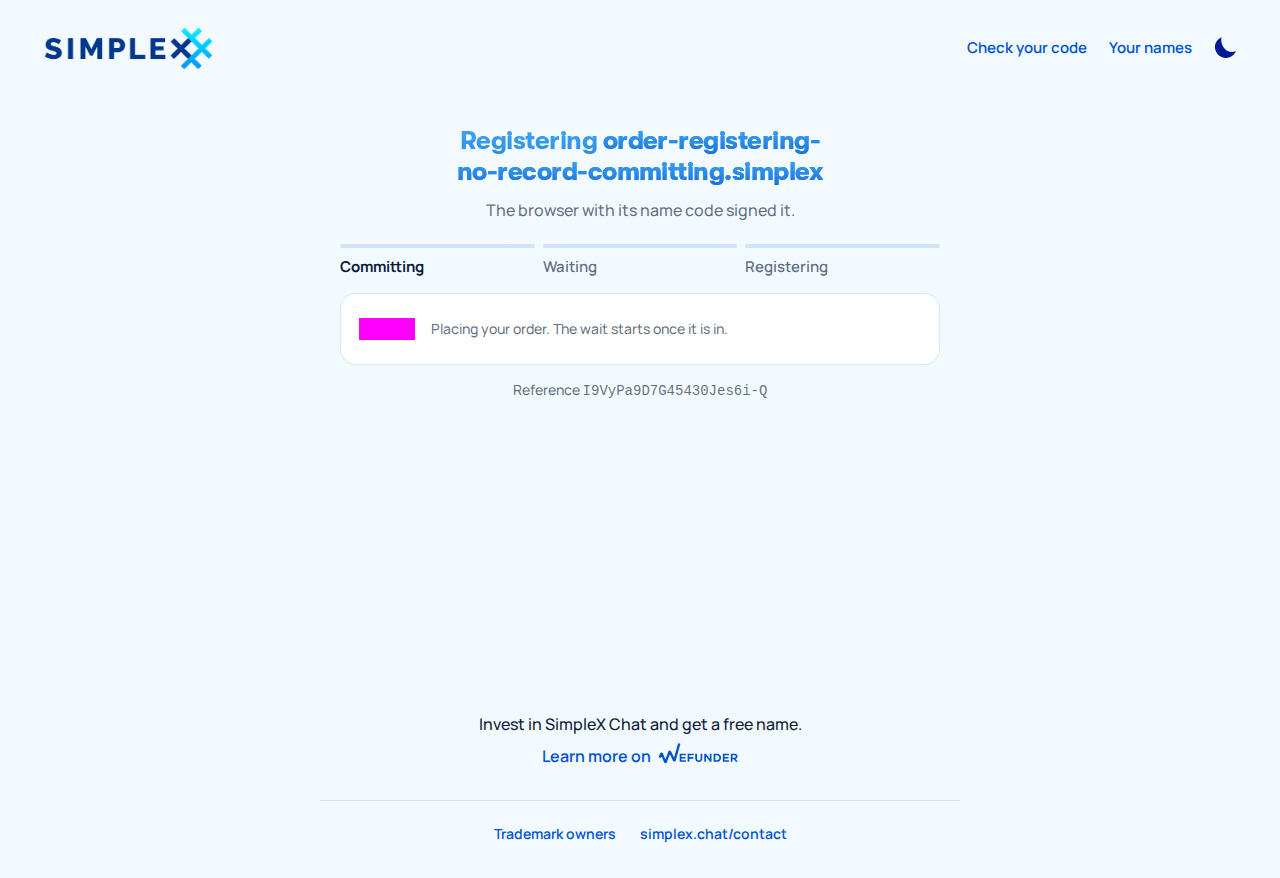 SIMPLEX
Check your code
Your names
Registering order-registering-
no-record-committing.simplex
The browser with its name code signed it.
Committing
Waiting
Registering
Placing your order. The wait starts once it is in.
Reference I9VyPa9D7G45430Jes6i-Q
Invest in SimpleX Chat and get a free name.
Learn more on WEFUNDER
Trademark owners
simplex.chat/contact